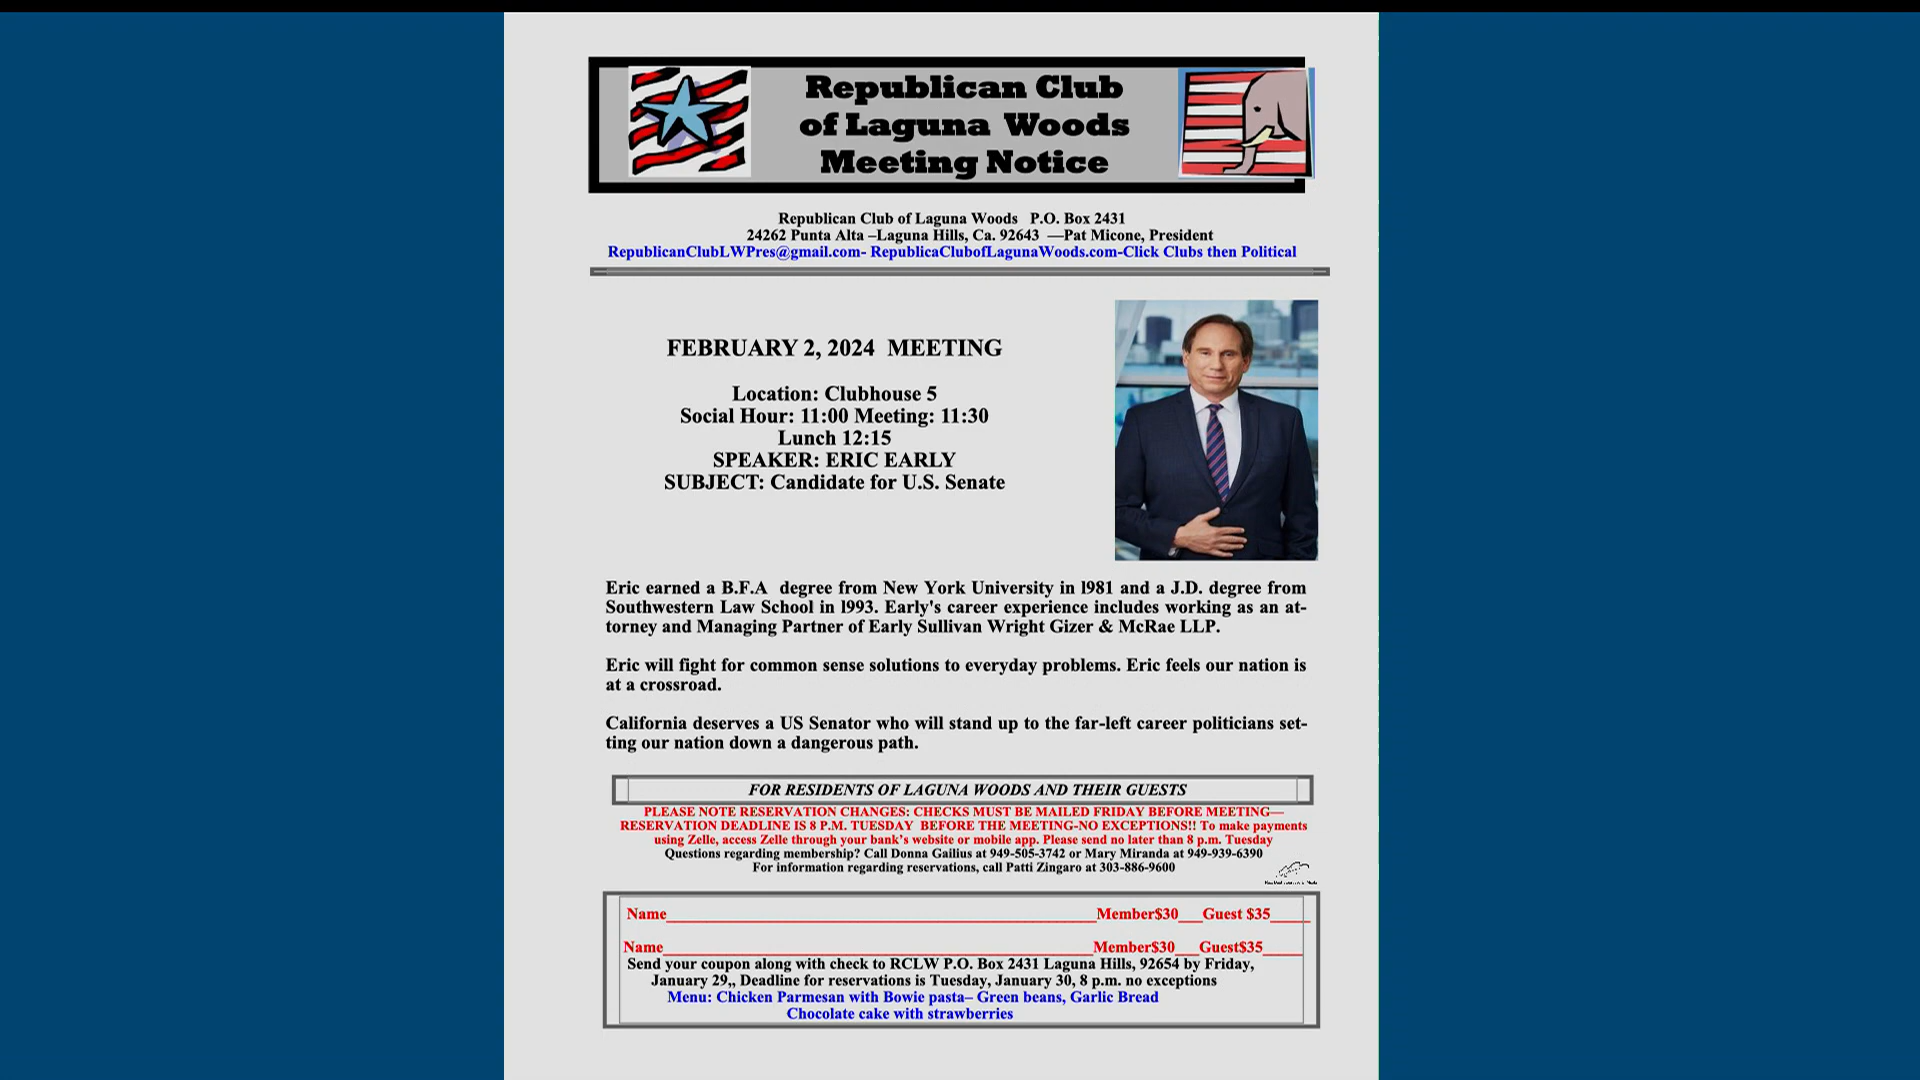 Republican Club
of Laguna Woods
Meeting Notice
Republican Club of Laguna Woods P.O. Box 2431
24262 Punta Alta –Laguna Hills, Ca. 92643 —Pat Micone, President
RepublicanClubLWPres@gmail.com- RepublicaClubofLagunaWoods.com-Click Clubs then Political
FEBRUARY 2, 2024 MEETING
Location: Clubhouse 5
Social Hour: 11:00 Meeting: 11:30
Lunch 12:15
SPEAKER: ERIC EARLY
SUBJECT: Candidate for U.S. Senate
Eric earned a B.F.A degree from New York University in l981 and a J.D. degree from
Southwestern Law School in l993. Early's career experience includes working as an at-
torney and Managing Partner of Early Sullivan Wright Gizer & McRae LLP.
Eric will fight for common sense solutions to everyday problems. Eric feels our nation is
at a crossroad.
California deserves a US Senator who will stand up to the far-left career politicians set-
ting our nation down a dangerous path.
FOR RESIDENTS OF LAGUNA WOODS AND THEIR GUESTS
PLEASE NOTE RESERVATION CHANGES: CHECKS MUST BE MAILED FRIDAY BEFORE MEETING—
RESERVATION DEADLINE IS 8 P.M. TUESDAY BEFORE THE MEETING-NO EXCEPTIONS!! To make payments
using Zelle, access Zelle through your bank's website or mobile app. Please send no later than 8 p.m. Tuesday
Questions regarding membership? Call Donna Gailius at 949-505-3742 or Mary Miranda at 949-939-6390
For information regarding reservations, call Patti Zingaro at 303-886-9600
Name____Member$30___Guest $35____
Name____Member$30___Guest$35____
Send your coupon along with check to RCLW P.O. Box 2431 Laguna Hills, 92654 by Friday,
January 29,, Deadline for reservations is Tuesday, January 30, 8 p.m. no exceptions
Menu: Chicken Parmesan with Bowie pasta– Green beans, Garlic Bread
Chocolate cake with strawberries